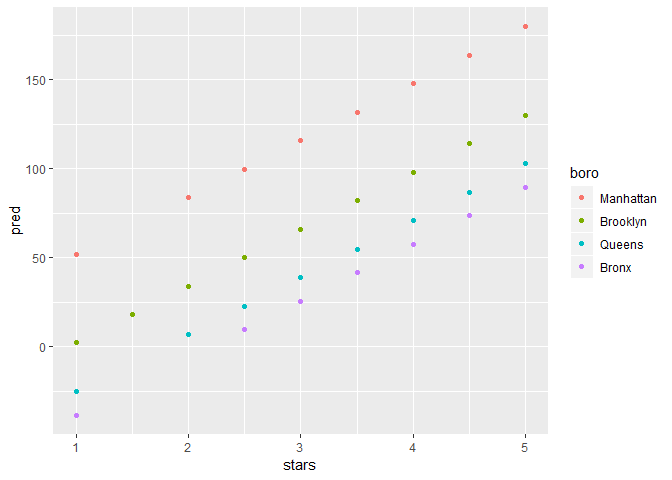 150
100
50
0
pred
1 2 3 4 5
stars
boro
Manhattan
Brooklyn
Queens
Bronx